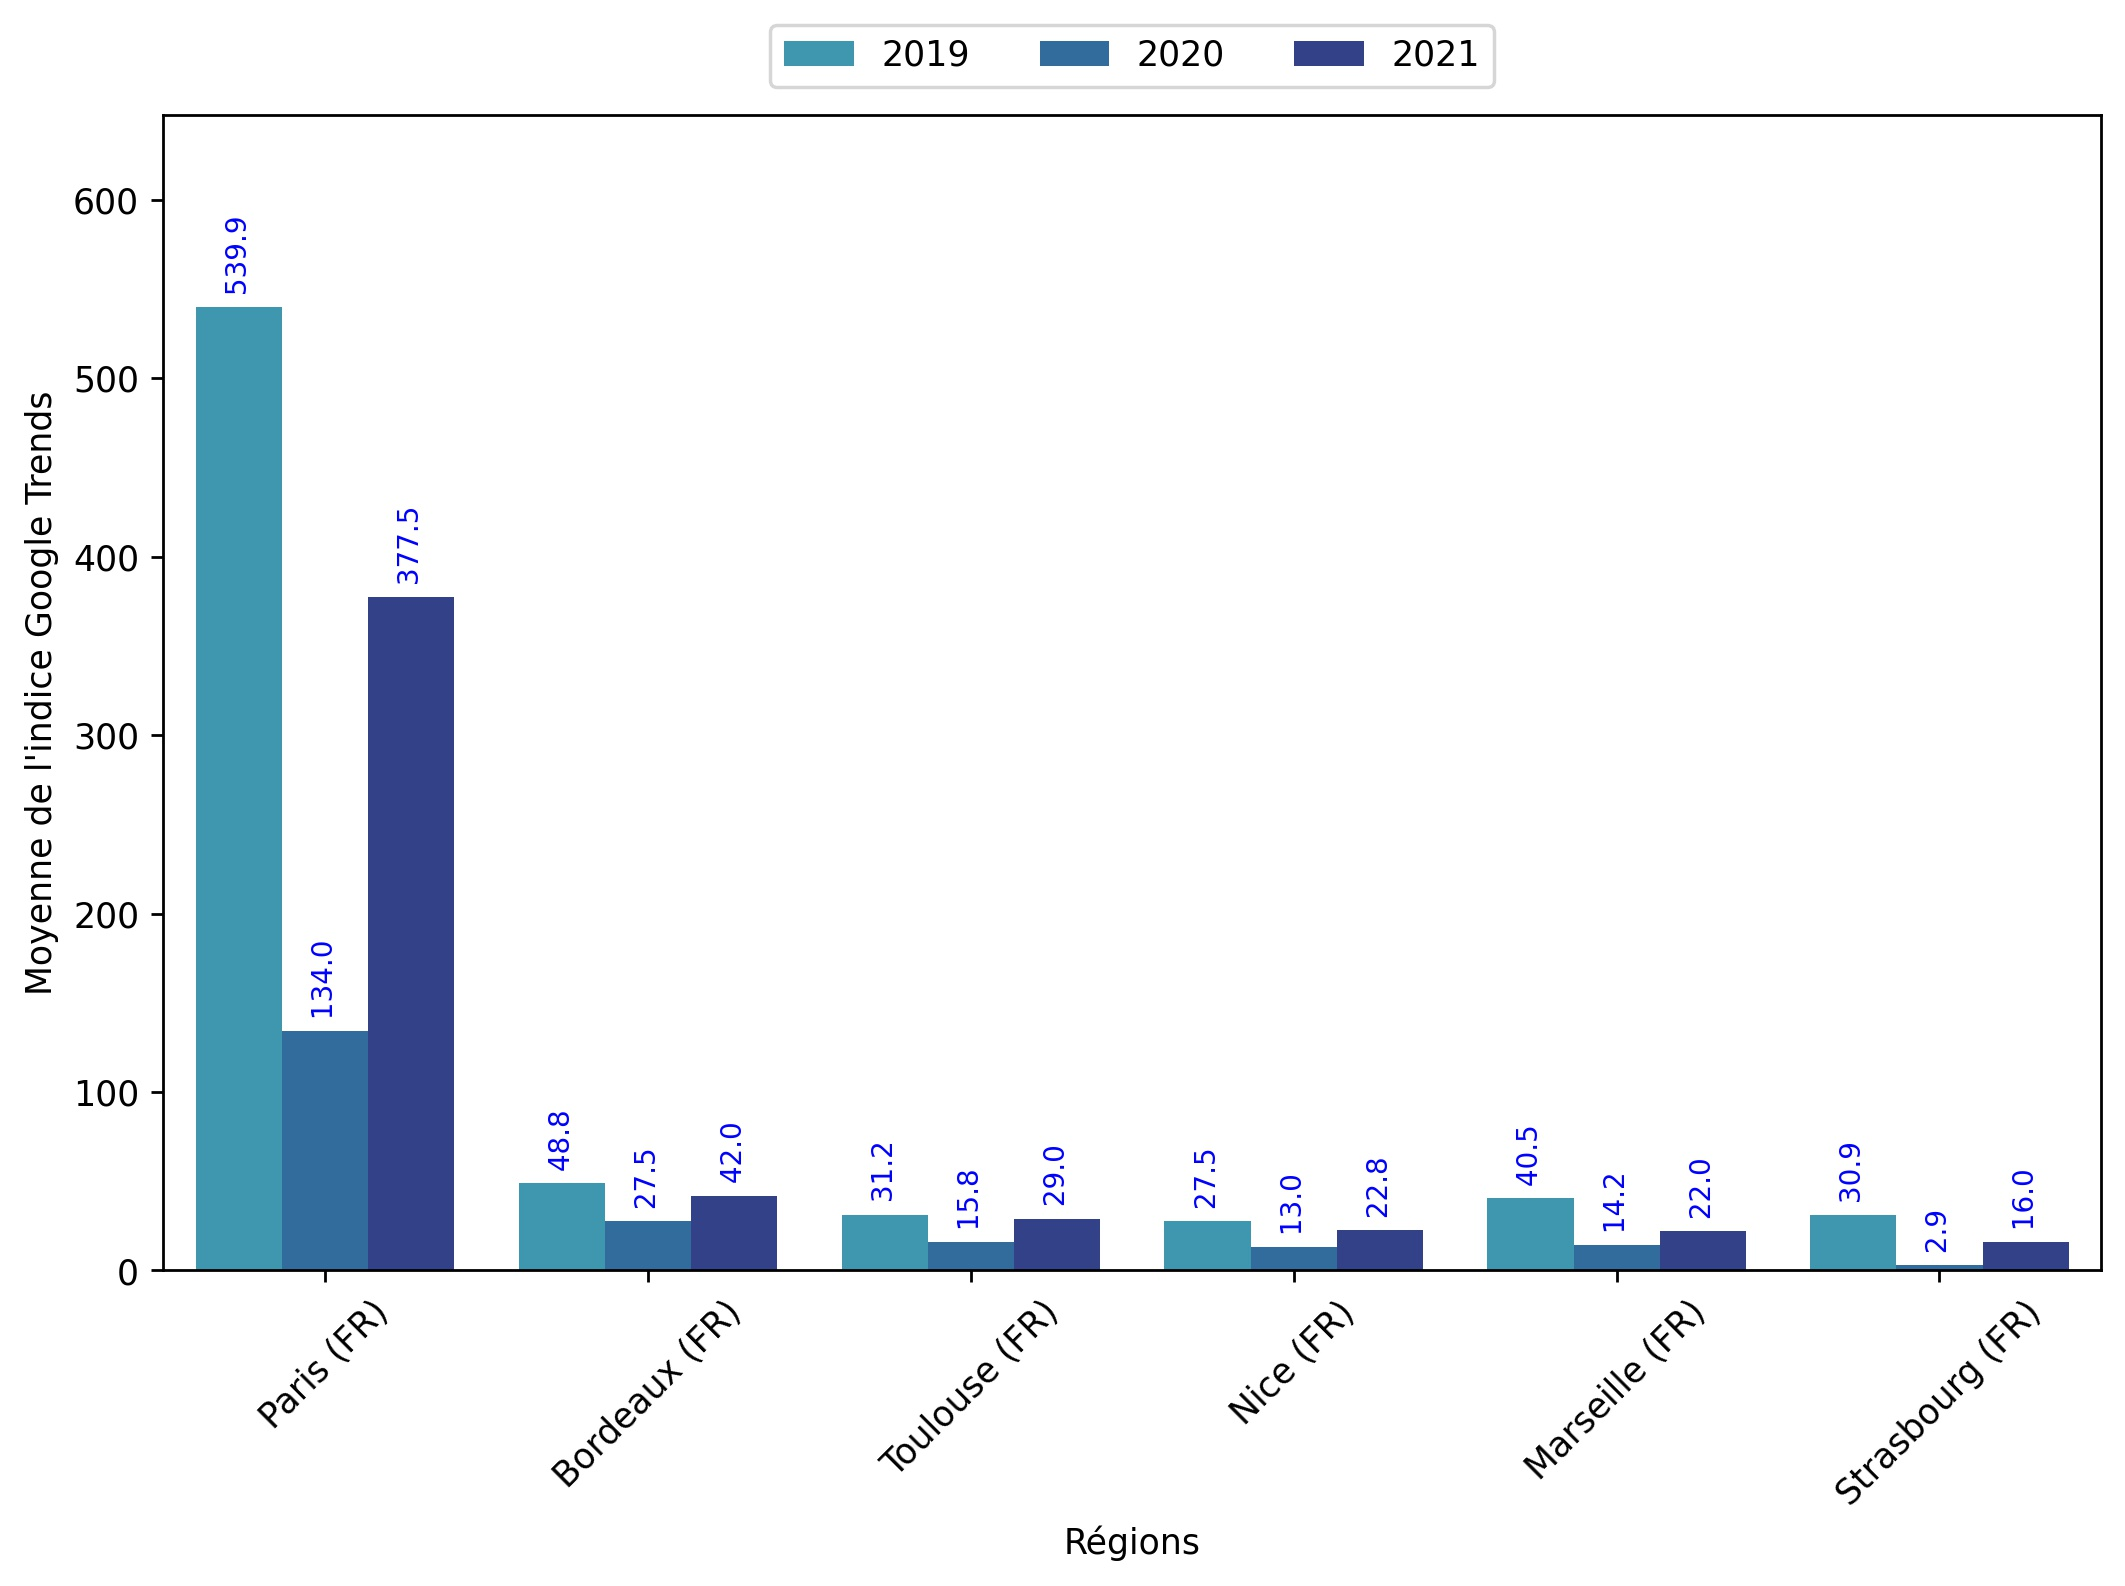 2019 2020 2021
Moyenne de l'indice Google Trends
600
500
400
300
200
100
0
539.9
134.0
377.5
48.8
27.5
42.0
31.2
15.8
29.0
27.5
13.0
22.8
40.5
14.2
22.0
30.9
2.9
16.0
Paris (FR)
Bordeaux (FR)
Toulouse (FR)
Nice (FR)
Marseille (FR)
Strasbourg (FR)
Régions